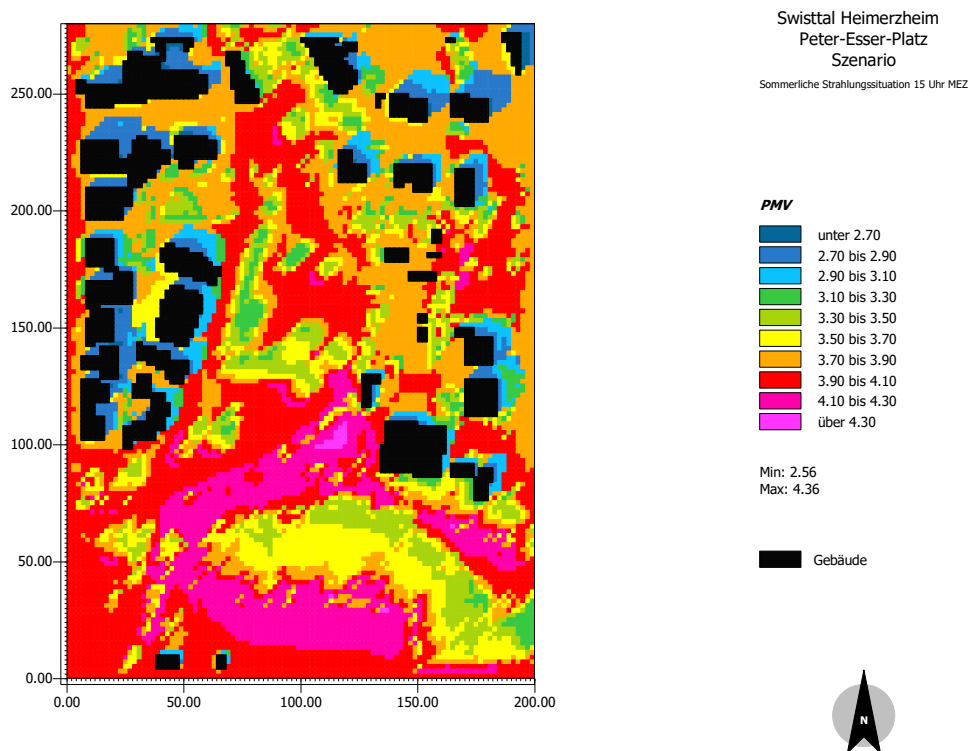 Swisttal Heimerzheim
Peter-Esser-Platz
Szenario
Sommerliche Strahlungssituation 15 Uhr MEZ
250.00
200.00
150.00
100.00
50.00
0.00
0.00 50.00 100.00 150.00 200.00
PMV
unter 2.70
2.70 bis 2.90
2.90 bis 3.10
3.10 bis 3.30
3.30 bis 3.50
3.50 bis 3.70
3.70 bis 3.90
3.90 bis 4.10
4.10 bis 4.30
über 4.30
Min: 2.56
Max: 4.36
Gebäude
N